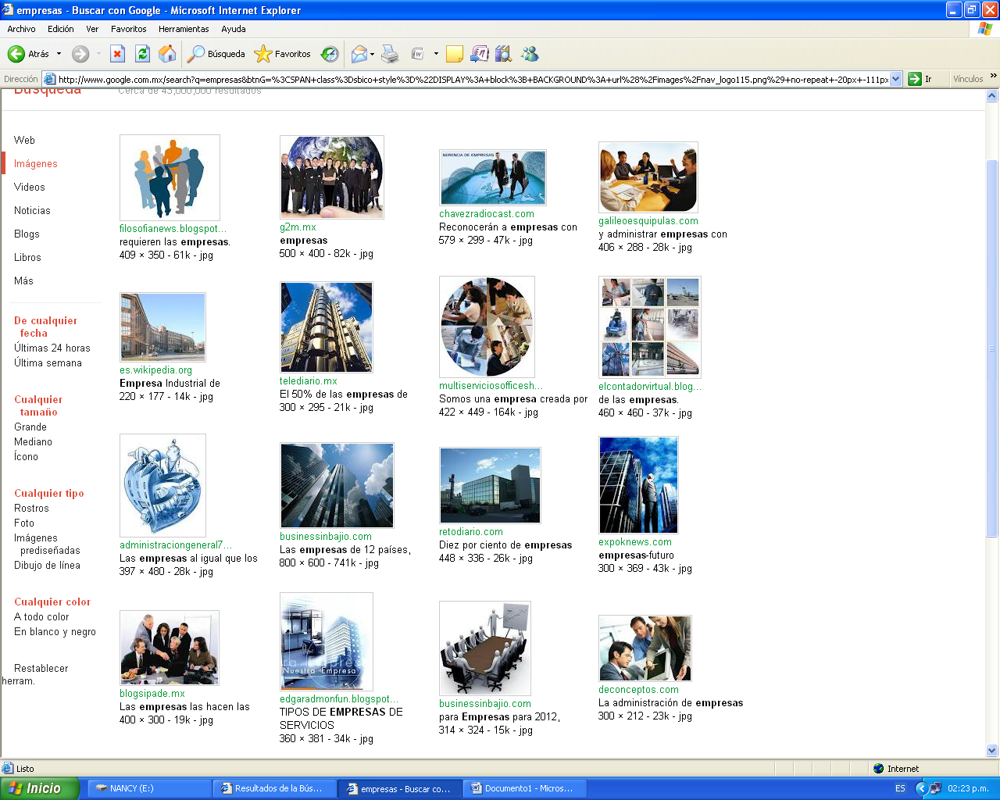 empresas - Buscar con Google - Microsoft Internet Explorer
Archivo Edición Ver Favoritos Herramientas Ayuda
Atrás Búsqueda Favoritos
Dirección http://www.google.com.mx/search?q=empresas&btnG=%3CSPAN+class%3Dsbico+style%3D%22DISPLAY%3A+block%3B+BACKGROUND%3A+url%28%2Fimages%2Fnav_logo115.png%29+no-repeat+-20px+-111px Ir Vínculos »
Búsqueda Cerca de 43,000,000 resultados
Web
Imágenes
Videos
Noticias
Blogs
Libros
Más
De cualquier
fecha
Últimas 24 horas
Última semana
Cualquier
tamaño
Grande
Mediano
Ícono
Cualquier tipo
Rostros
Foto
Imágenes
prediseñadas
Dibujo de línea
Cualquier color
A todo color
En blanco y negro
Restablecer
herram.
filosofianews.blogspot...
requieren las empresas.
409 × 350 - 61k - jpg
g2m.mx
empresas
500 × 400 - 82k - jpg
GERENCIA DE EMPRESAS
chavezradiocast.com
Reconocerán a empresas con
579 × 299 - 47k - jpg
galileoesquipulas.com
y administrar empresas con
406 × 288 - 28k - jpg
es.wikipedia.org
Empresa Industrial de
220 × 177 - 14k - jpg
telediario.mx
El 50% de las empresas de
300 × 295 - 21k - jpg
multiserviciosofficesh...
Somos una empresa creada por
422 × 449 - 164k - jpg
elcontadorvirtual.blog...
de las empresas.
460 × 460 - 37k - jpg
administraciongeneral7...
Las empresas al igual que los
397 × 480 - 28k - jpg
businessinbajio.com
Las empresas de 12 países,
800 × 600 - 741k - jpg
retodiario.com
Diez por ciento de empresas
448 × 336 - 26k - jpg
expoknews.com
empresas-futuro
300 × 369 - 43k - jpg
blogsipade.mx
Las empresas las hacen las
400 × 300 - 19k - jpg
Nuestra Empresa
edgaradmonfun.blogspot...
TIPOS DE EMPRESAS DE
SERVICIOS
360 × 381 - 34k - jpg
businessinbajio.com
para Empresas para 2012,
314 × 324 - 15k - jpg
deconceptos.com
La administración de empresas
300 × 212 - 23k - jpg
Listo Internet
Inicio NANCY (E:) Resultados de la Bús... empresas - Buscar co... Documento1 - Micros... ES 02:23 p.m.